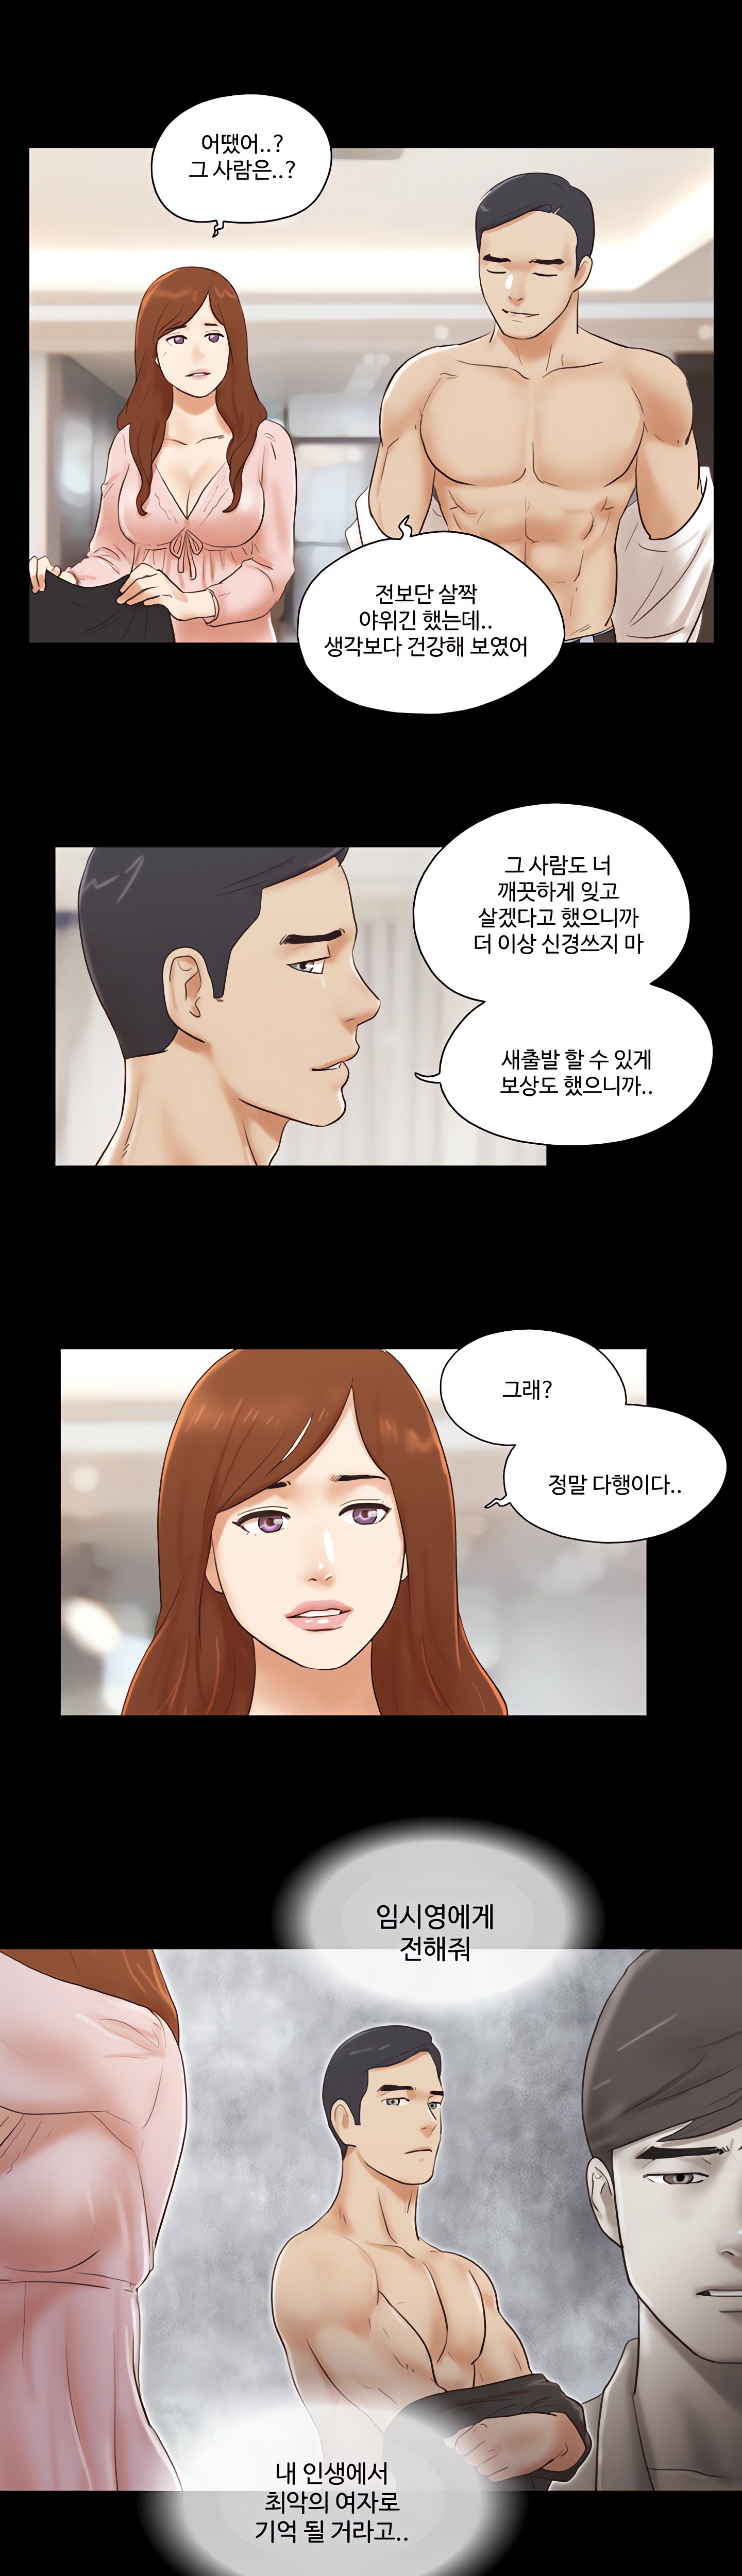 어땠어..?
그 사람은..?
전보단 살짝
야위긴 했는데..
생각보다 건강해 보였어
그 사람도 너
깨끗하게 잊고
살겠다고 했으니까
더 이상 신경쓰지 마
새출발 할 수 있게
보상도 했으니까..
그래?
정말 다행이다..
임시영에게
전해줘
내 인생에서
최악의 여자로
기억 될 거라고..